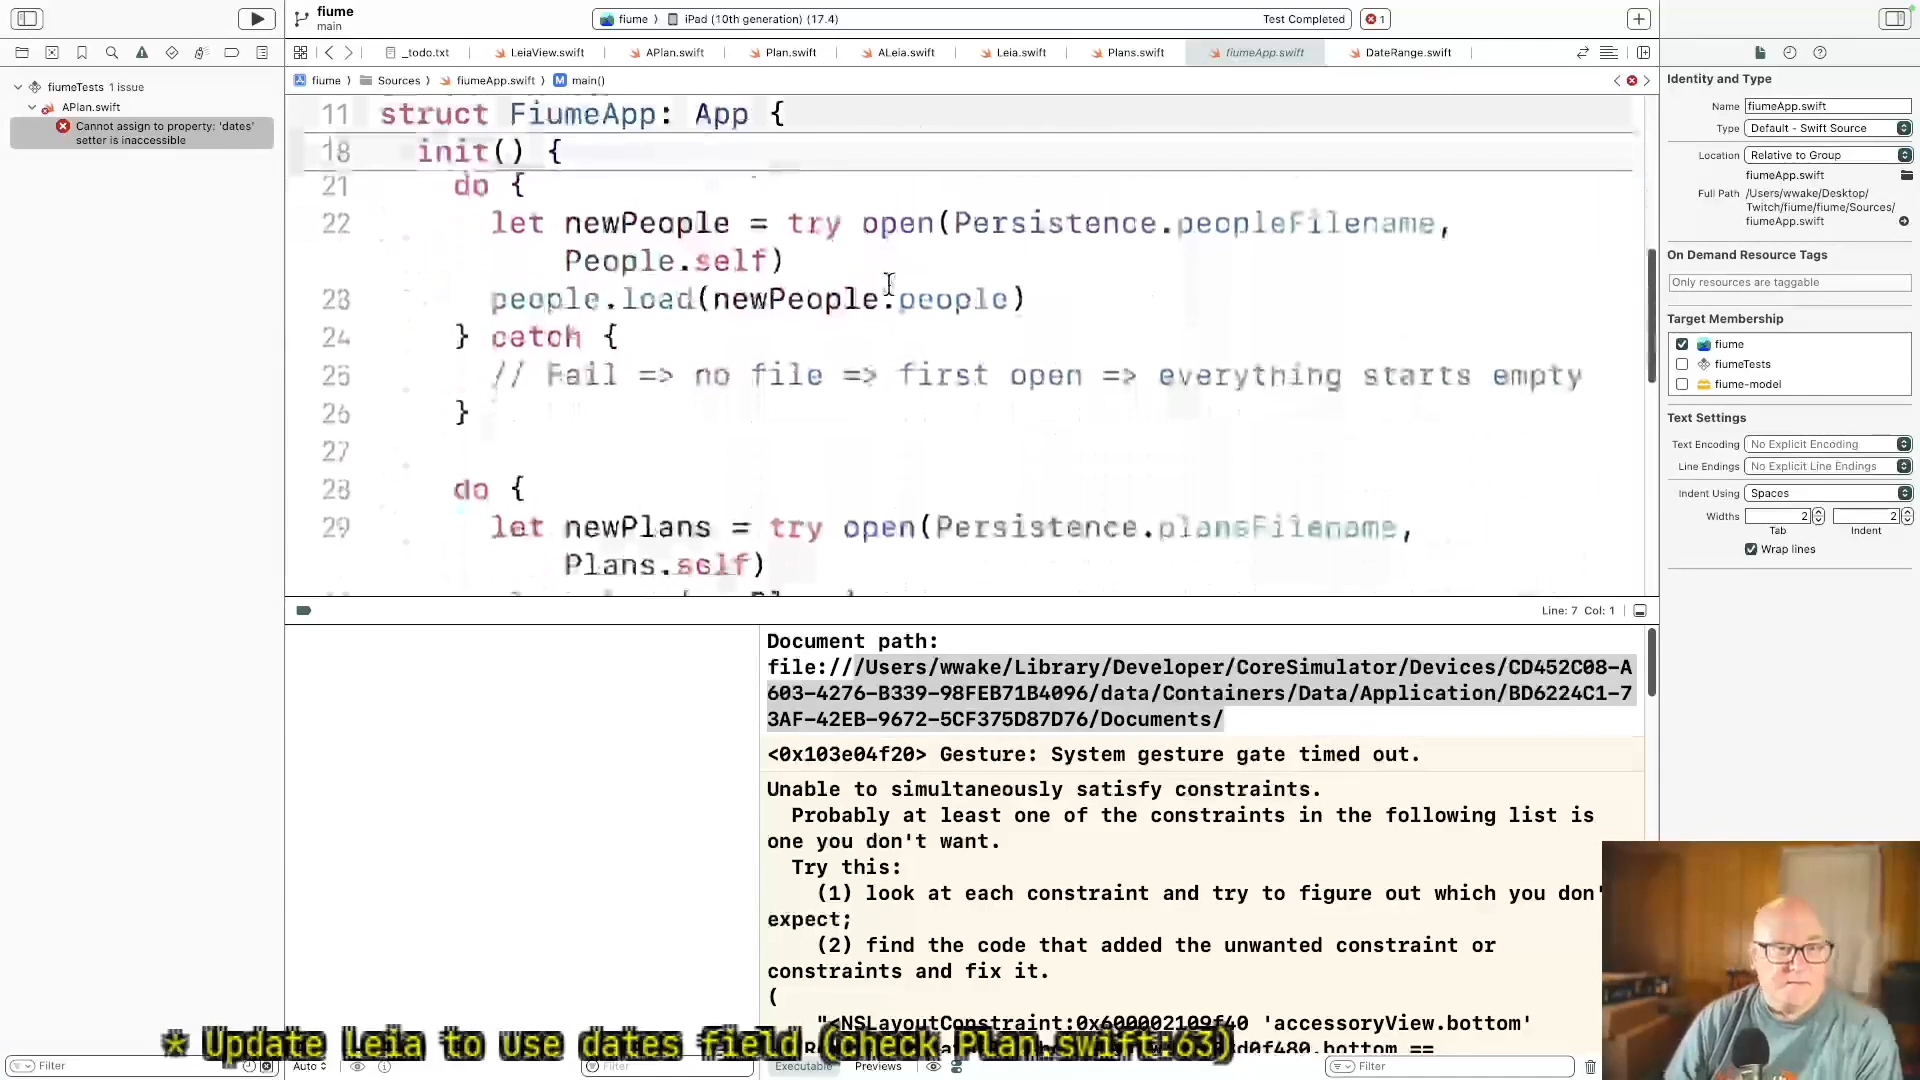 fiume
main
fiume 〉 iPad (10th generation) (17.4)
Test Completed
1
_todo.txt
LeiaView.swift
APlan.swift
Plan.swift
ALeia.swift
Leia.swift
Plans.swift
fiumeApp.swift
DateRange.swift
fiume 〉 Sources 〉 fiumeApp.swift 〉 M main()
fiumeTests 1 issue
APlan.swift
Cannot assign to property: 'dates'
setter is inaccessible
11 struct FiumeApp: App {
18 init() {
21 do {
22 let newPeople = try open(Persistence.peopleFilename,
People.self)
23 people.load(newPeople.people)
24 } catch {
25 // Fail => no file => first open => everything starts empty
26 }
27
28 do {
29 let newPlans = try open(Persistence.plansFilename,
Plans.self)
Line: 7 Col: 1
Document path:
file:///Users/wwake/Library/Developer/CoreSimulator/Devices/CD452C08-A
603-4276-B339-98FEB71B4096/data/Containers/Data/Application/BD6224C1-7
3AF-42EB-9672-5CF375D87D76/Documents/
<0x103e04f20> Gesture: System gesture gate timed out.
Unable to simultaneously satisfy constraints.
Probably at least one of the constraints in the following list is
one you don't want.
Try this:
(1) look at each constraint and try to figure out which you don'
expect;
(2) find the code that added the unwanted constraint or
constraints and fix it.
(
"<NSLayoutConstraint:0x600002109f40 'accessoryView.bottom'
.bottom ==
* Update Leia to use dates field (check Plan.swift:63)
Filter
Auto
Filter
Executable
Previews
Filter
Identity and Type
Name fiumeApp.swift
Type Default - Swift Source
Location Relative to Group
fiumeApp.swift
Full Path /Users/wwake/Desktop/
Twitch/fiume/fiume/Sources/
fiumeApp.swift
On Demand Resource Tags
Only resources are taggable
Target Membership
fiume
fiumeTests
fiume-model
Text Settings
Text Encoding No Explicit Encoding
Line Endings No Explicit Line Endings
Indent Using Spaces
Widths 2 2
Tab Indent
Wrap lines